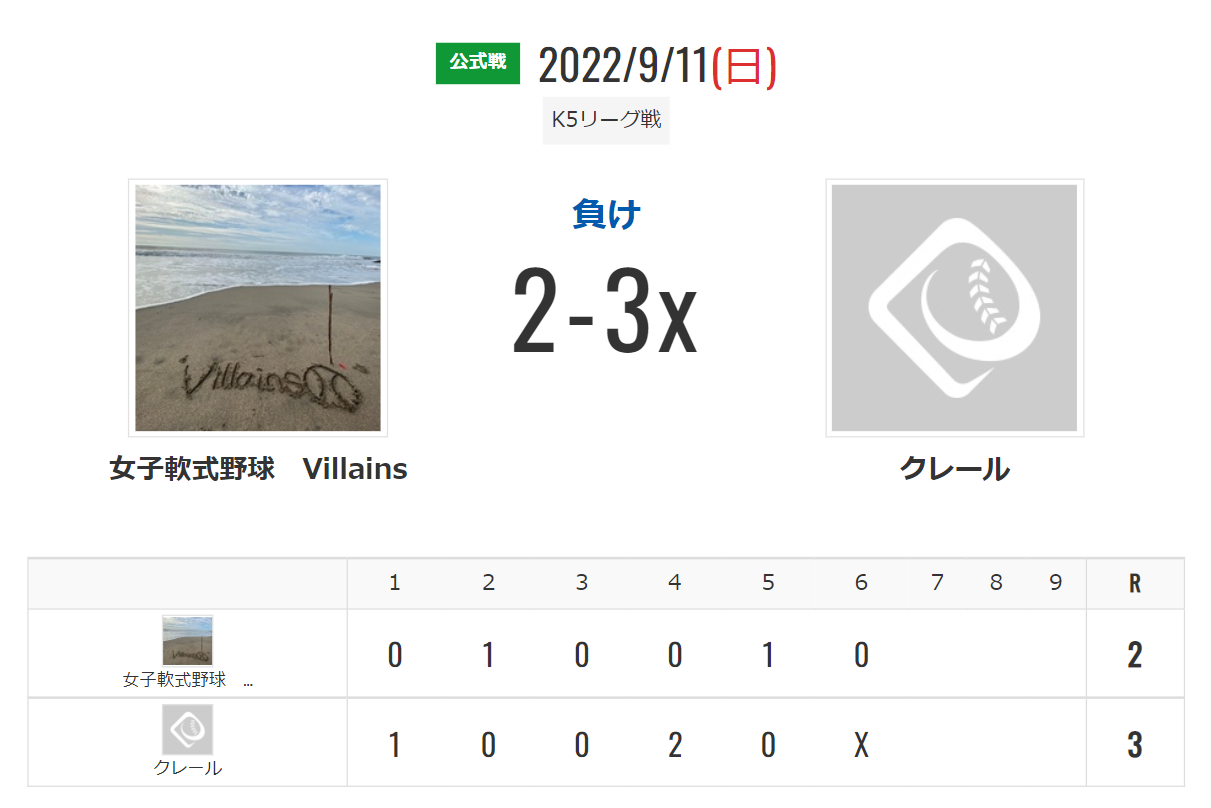 公式戦 2022/9/11(日)
K5リーグ戦
負け
2-3x
Villains
女子軟式野球　Villains
クレール
1 2 3 4 5 6 7 8 9 R
女子軟式野球　...
0 1 0 0 1 0 2
クレール
1 0 0 2 0 X 3